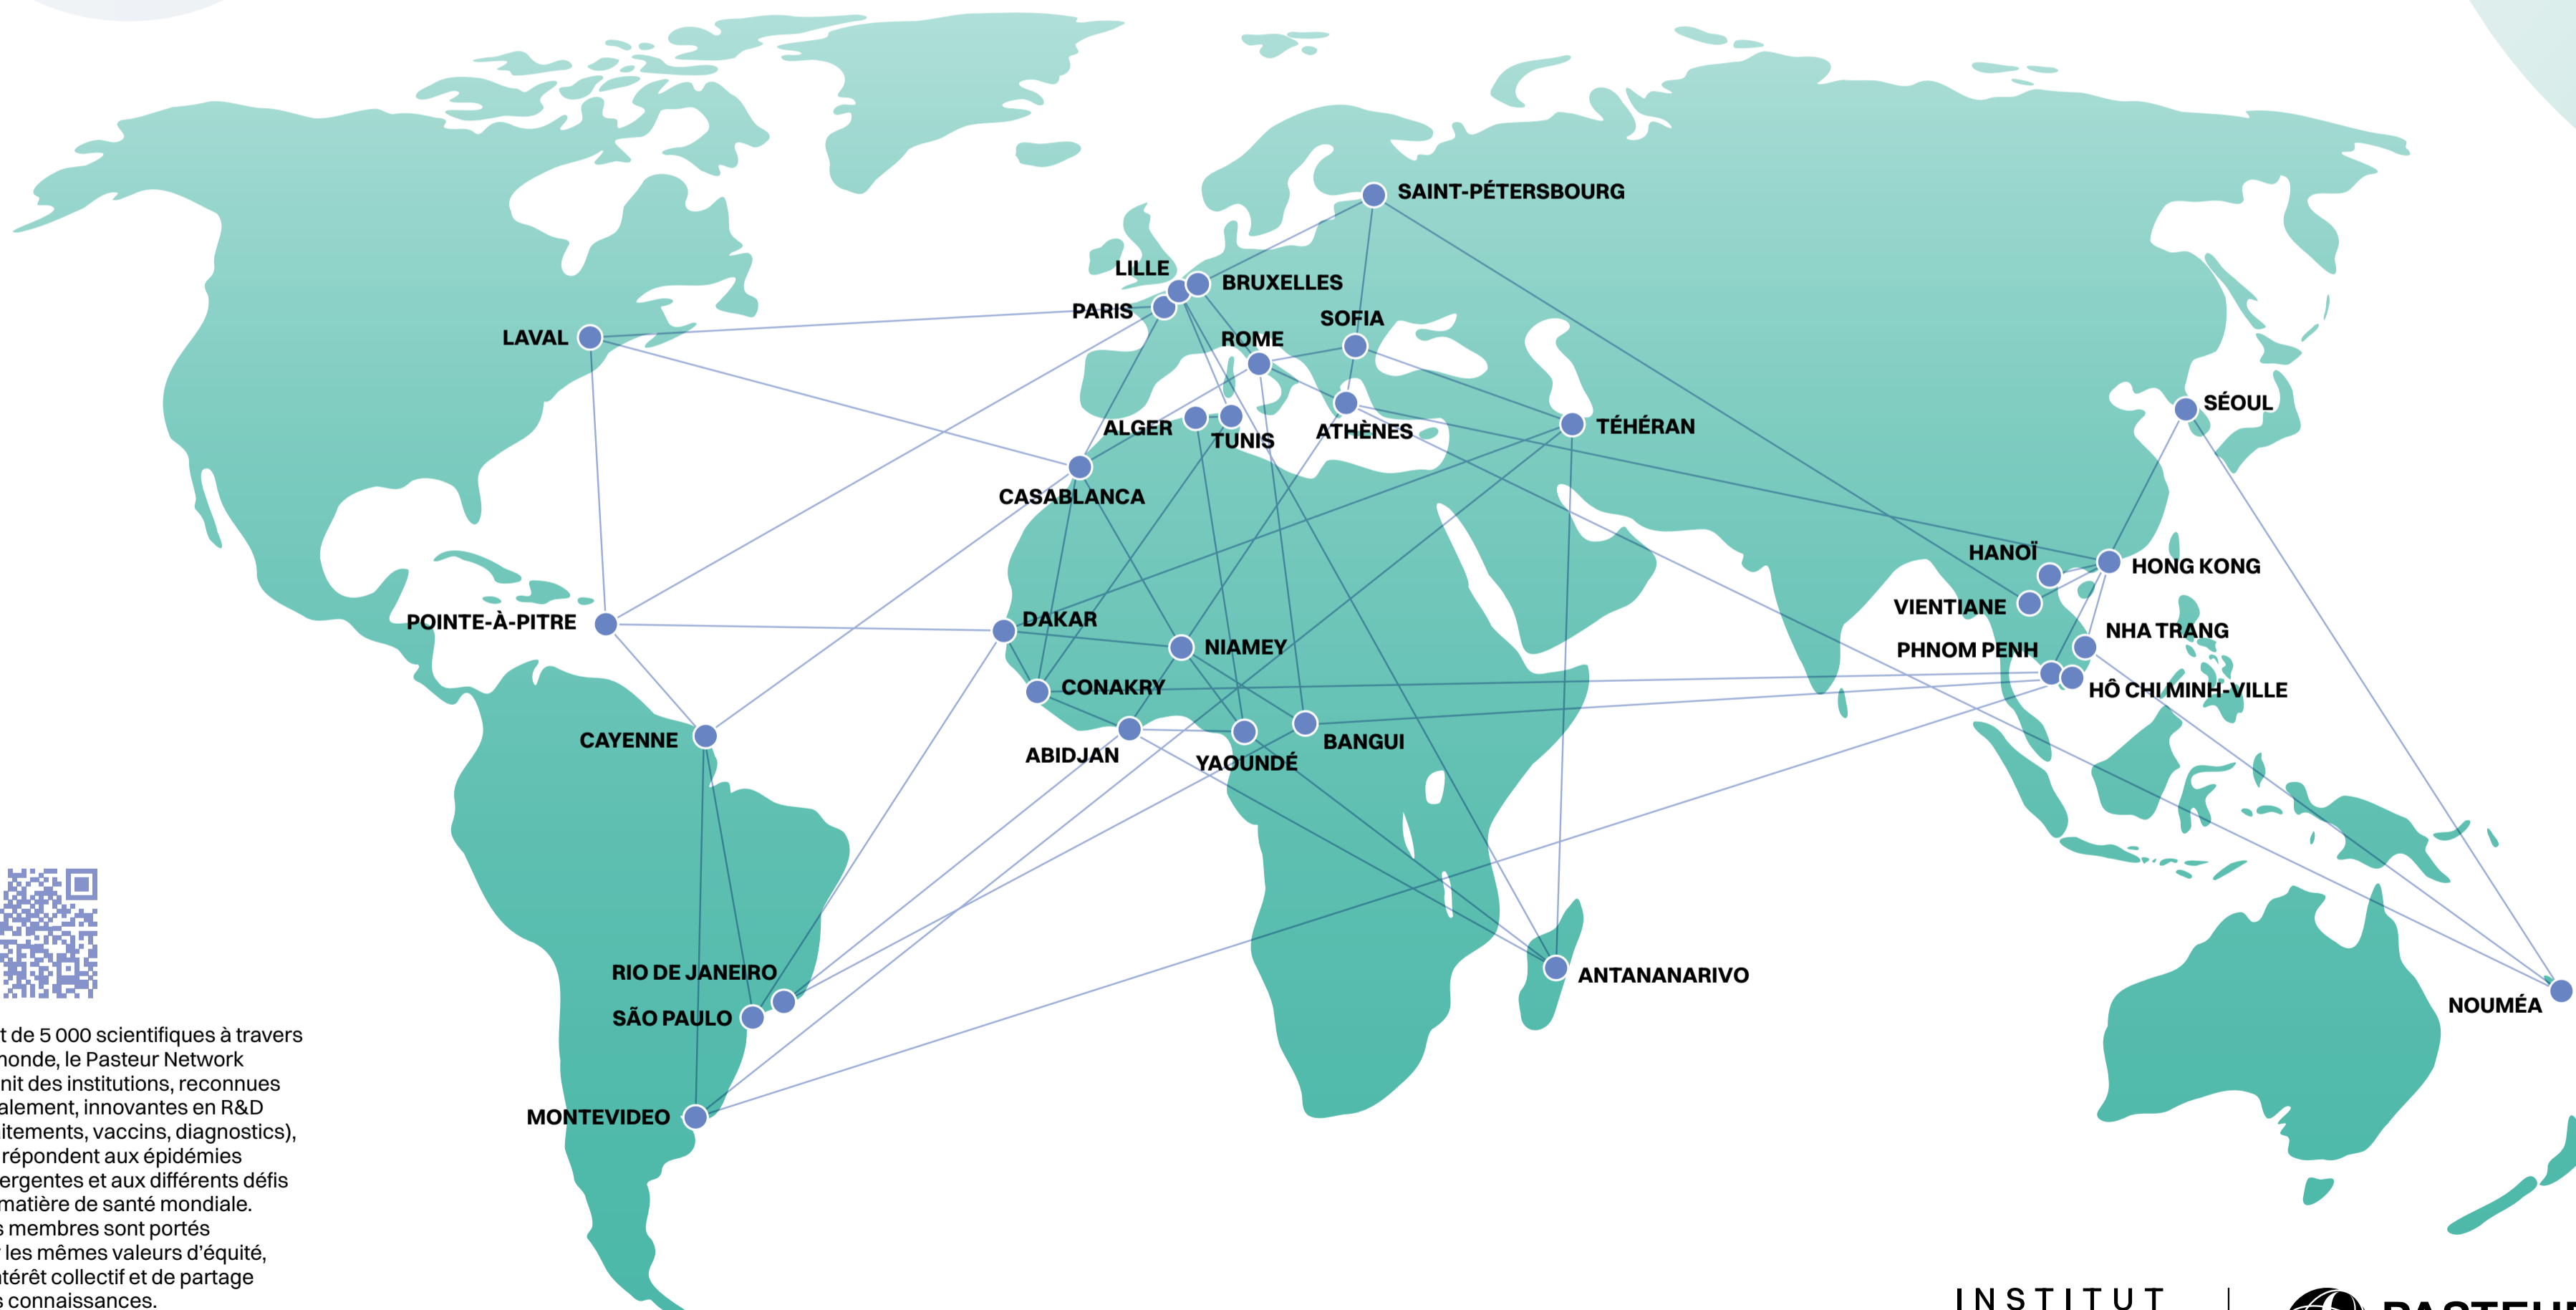 SAINT-PÉTERSBOURG
LILLE
BRUXELLES
PARIS
SOFIA
LAVAL
ROME
SÉOUL
ALGER
TUNIS
ATHÈNES
TÉHÉRAN
CASABLANCA
HANOÏ
HONG KONG
VIENTIANE
POINTE-À-PITRE
DAKAR
NIAMEY
NHA TRANG
PHNOM PENH
CONAKRY
HÔ CHI MINH-VILLE
CAYENNE
ABIDJAN
YAOUNDÉ
BANGUI
RIO DE JANEIRO
ANTANANARIVO
SÃO PAULO
NOUMÉA
MONTEVIDEO
t de 5 000 scientifiques à travers
monde, le Pasteur Network
nit des institutions, reconnues
alement, innovantes en R&D
itements, vaccins, diagnostics),
répondent aux épidémies
ergentes et aux différents défis
matière de santé mondiale.
s membres sont portés
r les mêmes valeurs d'équité,
ntérêt collectif et de partage
s connaissances.
INSTITUT
PASTEUR